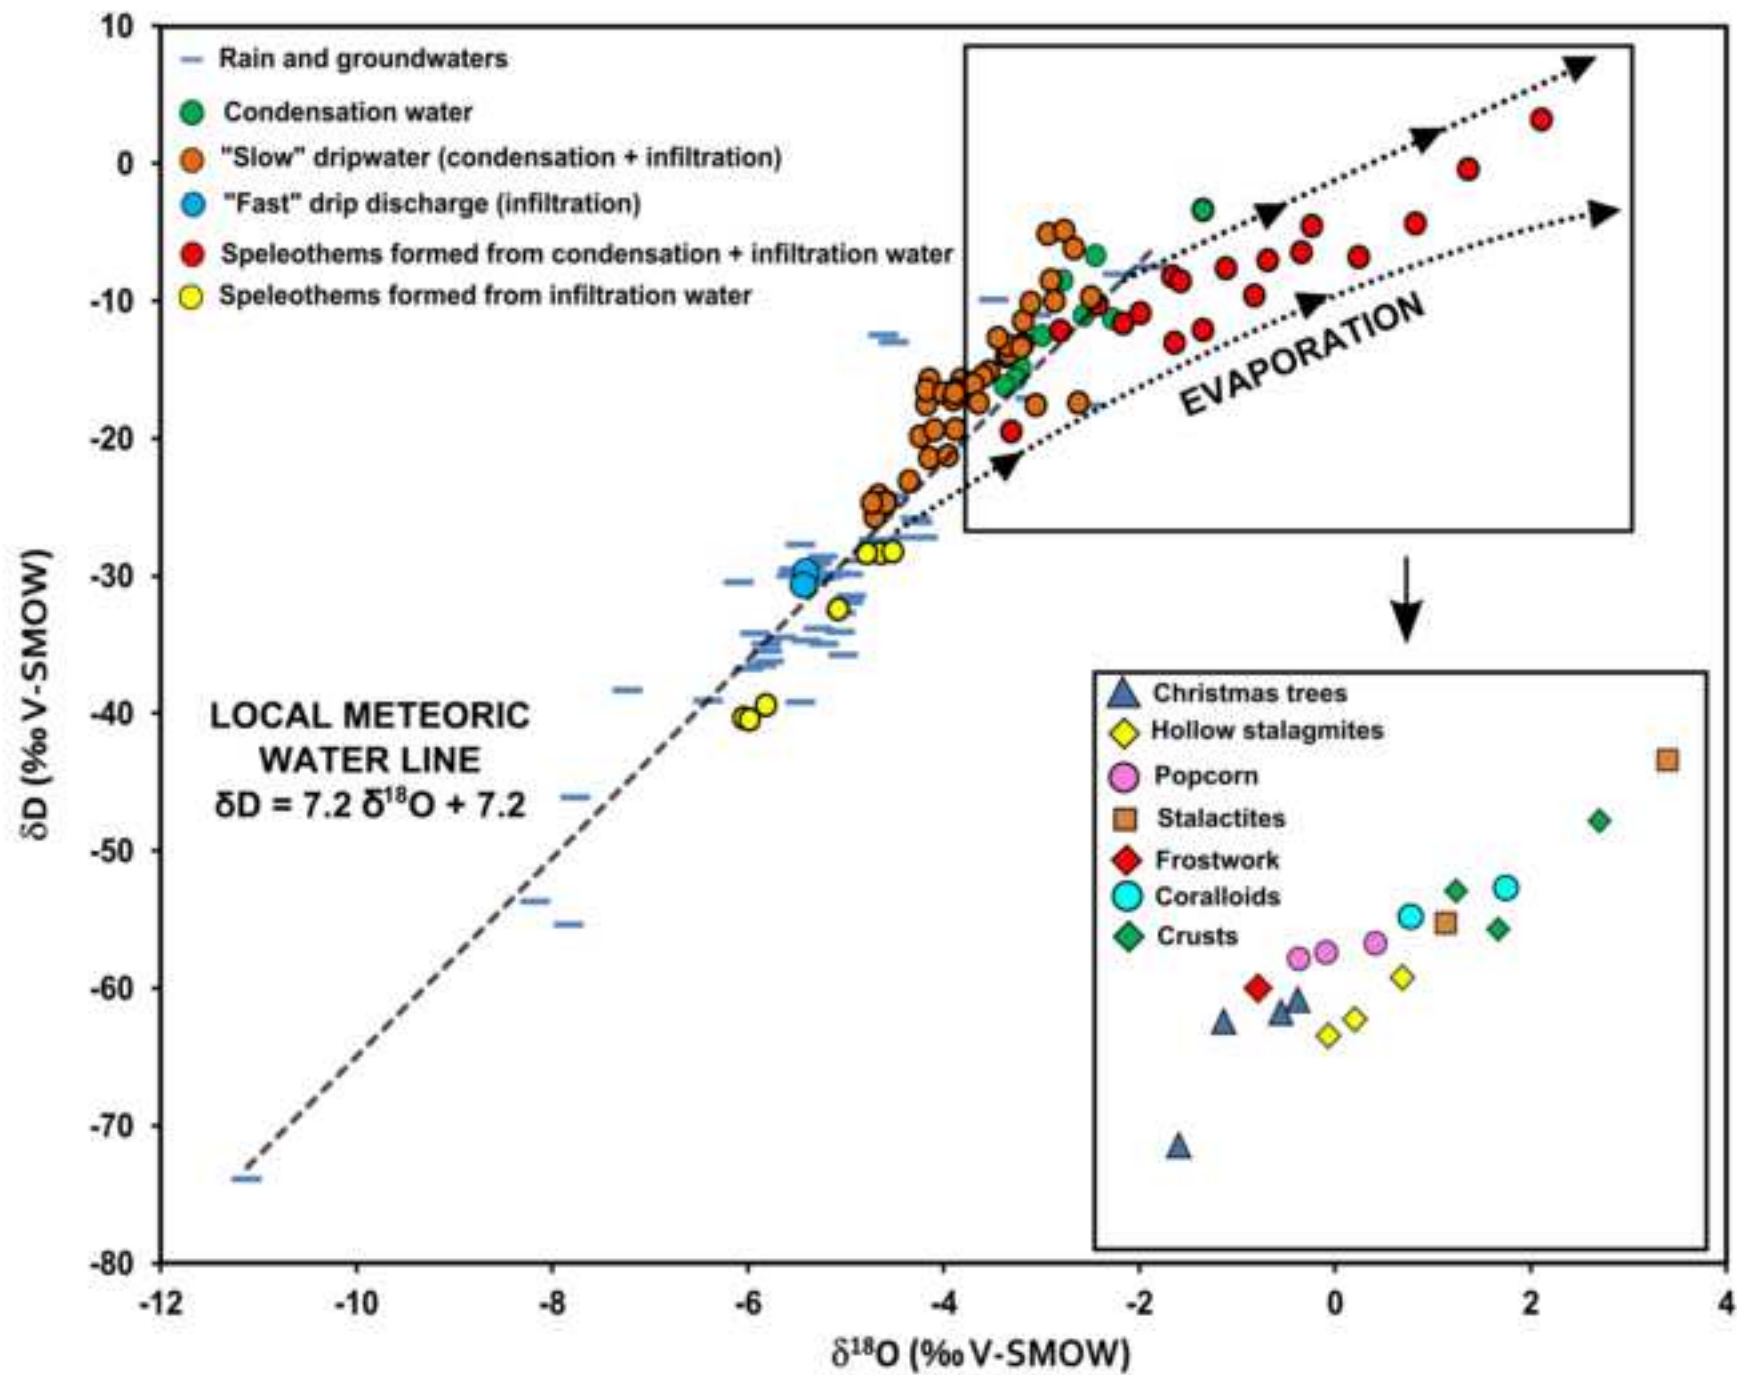 10
0
-10
-20
-30
-40
-50
-60
-70
-80
δD (‰ V-SMOW)
Rain and groundwaters
Condensation water
"Slow" dripwater (condensation + infiltration)
"Fast" drip discharge (infiltration)
Speleothems formed from condensation + infiltration water
Speleothems formed from infiltration water
EVAPORATION
LOCAL METEORIC
WATER LINE
δD = 7.2 δ¹⁸O + 7.2
Christmas trees
Hollow stalagmites
Popcorn
Stalactites
Frostwork
Coralloids
Crusts
-12 -10 -8 -6 -4 -2 0 2 4
δ¹⁸O (‰ V-SMOW)